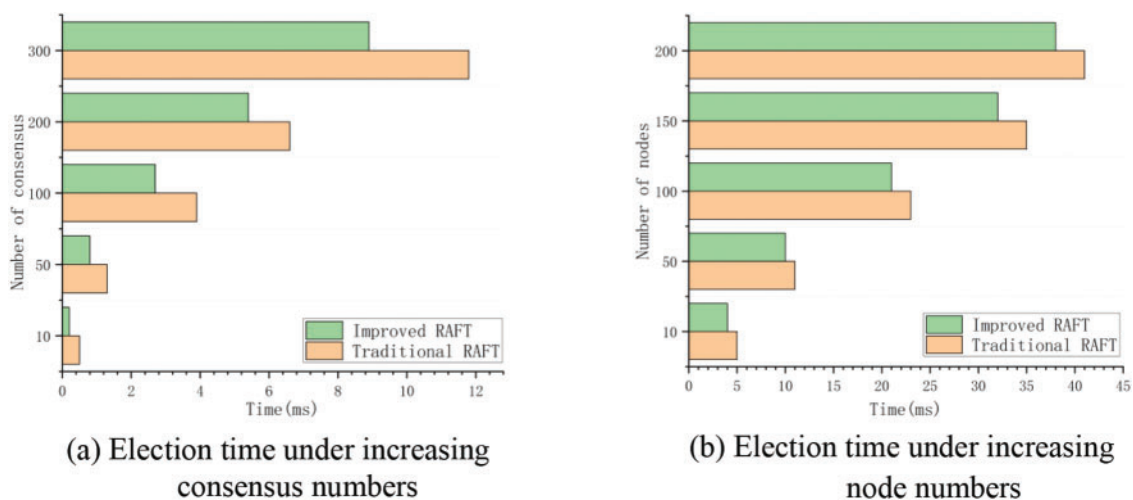 Number of consensus
300
200
100
50
10
Improved RAFT
Traditional RAFT
0 2 4 6 8 10 12
Time(ms)
(a) Election time under increasing
consensus numbers
Number of nodes
200
150
100
50
10
Improved RAFT
Traditional RAFT
0 5 10 15 20 25 30 35 40 45
Time(ms)
(b) Election time under increasing
node numbers